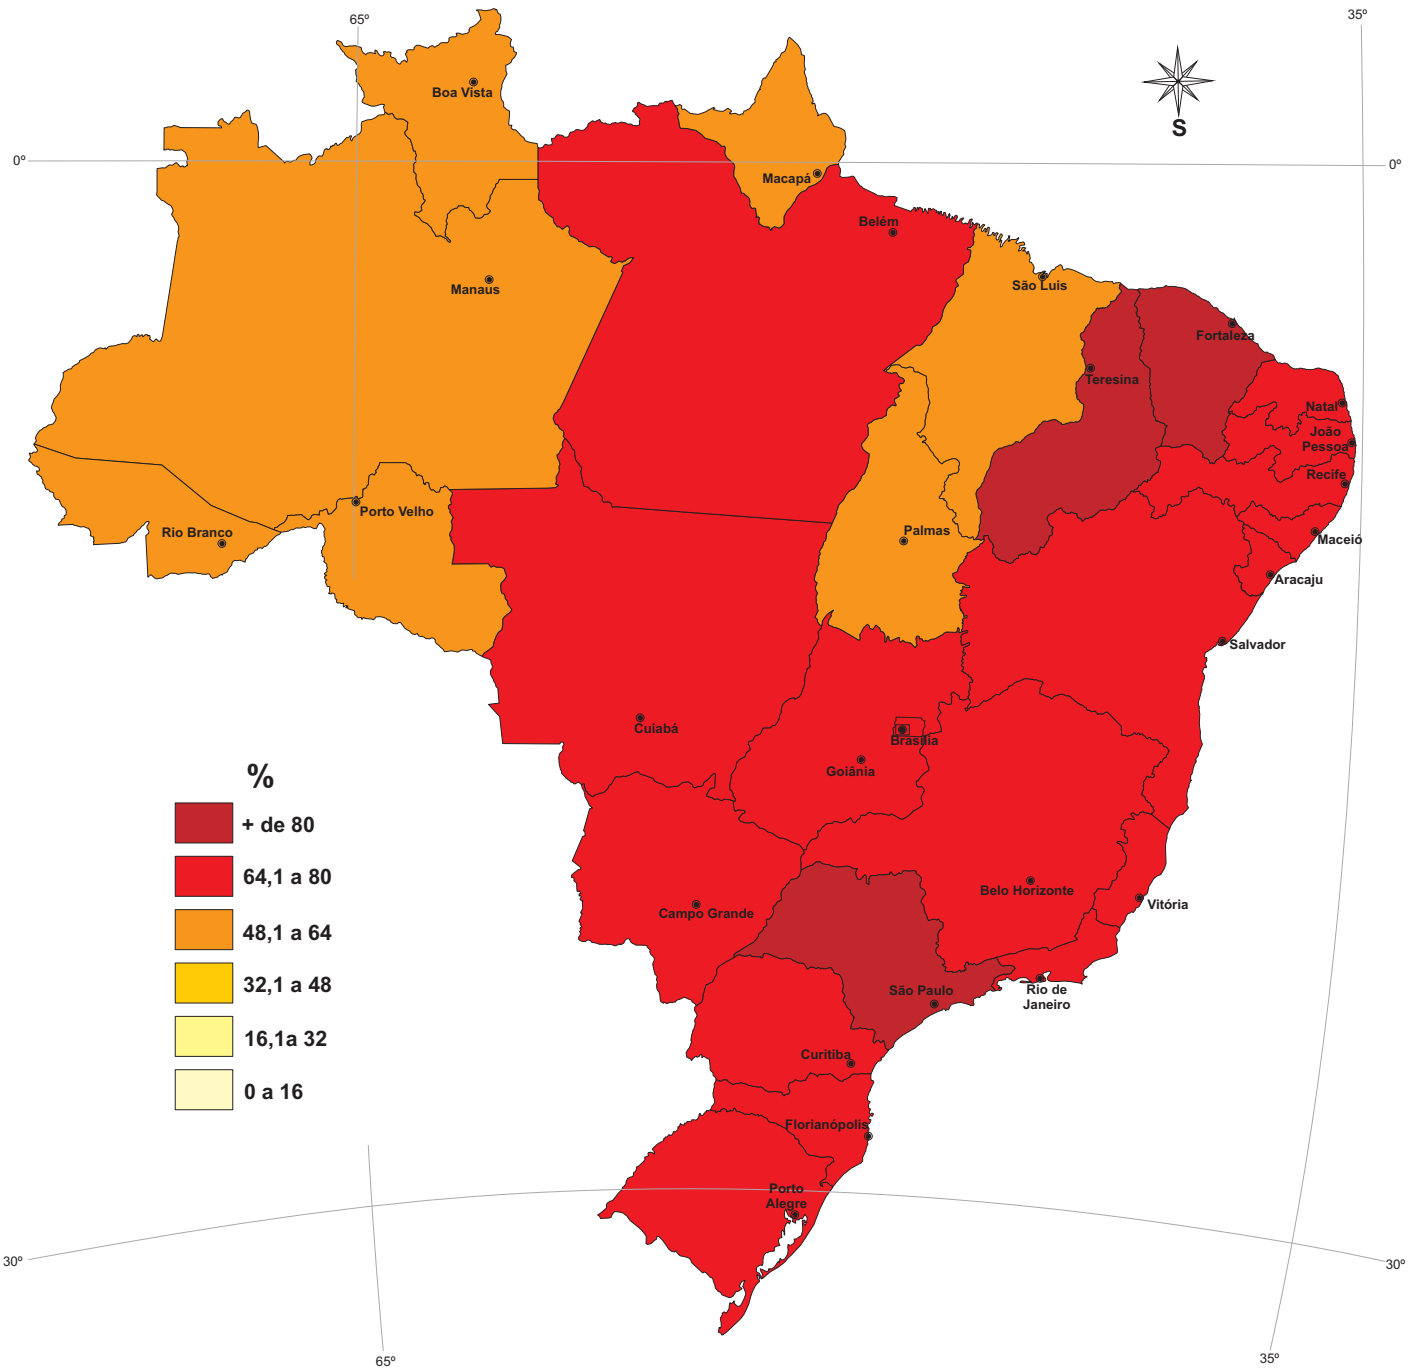 65º
35º
Boa Vista
S
0º
0º
Macapá
Belém
Manaus
São Luis
Fortaleza
Teresina
Natal
João
Pessoa
Recife
Porto Velho
Rio Branco
Palmas
Maceió
Aracaju
Salvador
Cuiabá
Brasília
Goiânia
%
+ de 80
64,1 a 80
48,1 a 64
32,1 a 48
16,1a 32
0 a 16
Belo Horizonte
Vitória
Campo Grande
São Paulo
Rio de
Janeiro
Curitiba
Florianópolis
Porto
Alegre
30º
30º
65º
35º